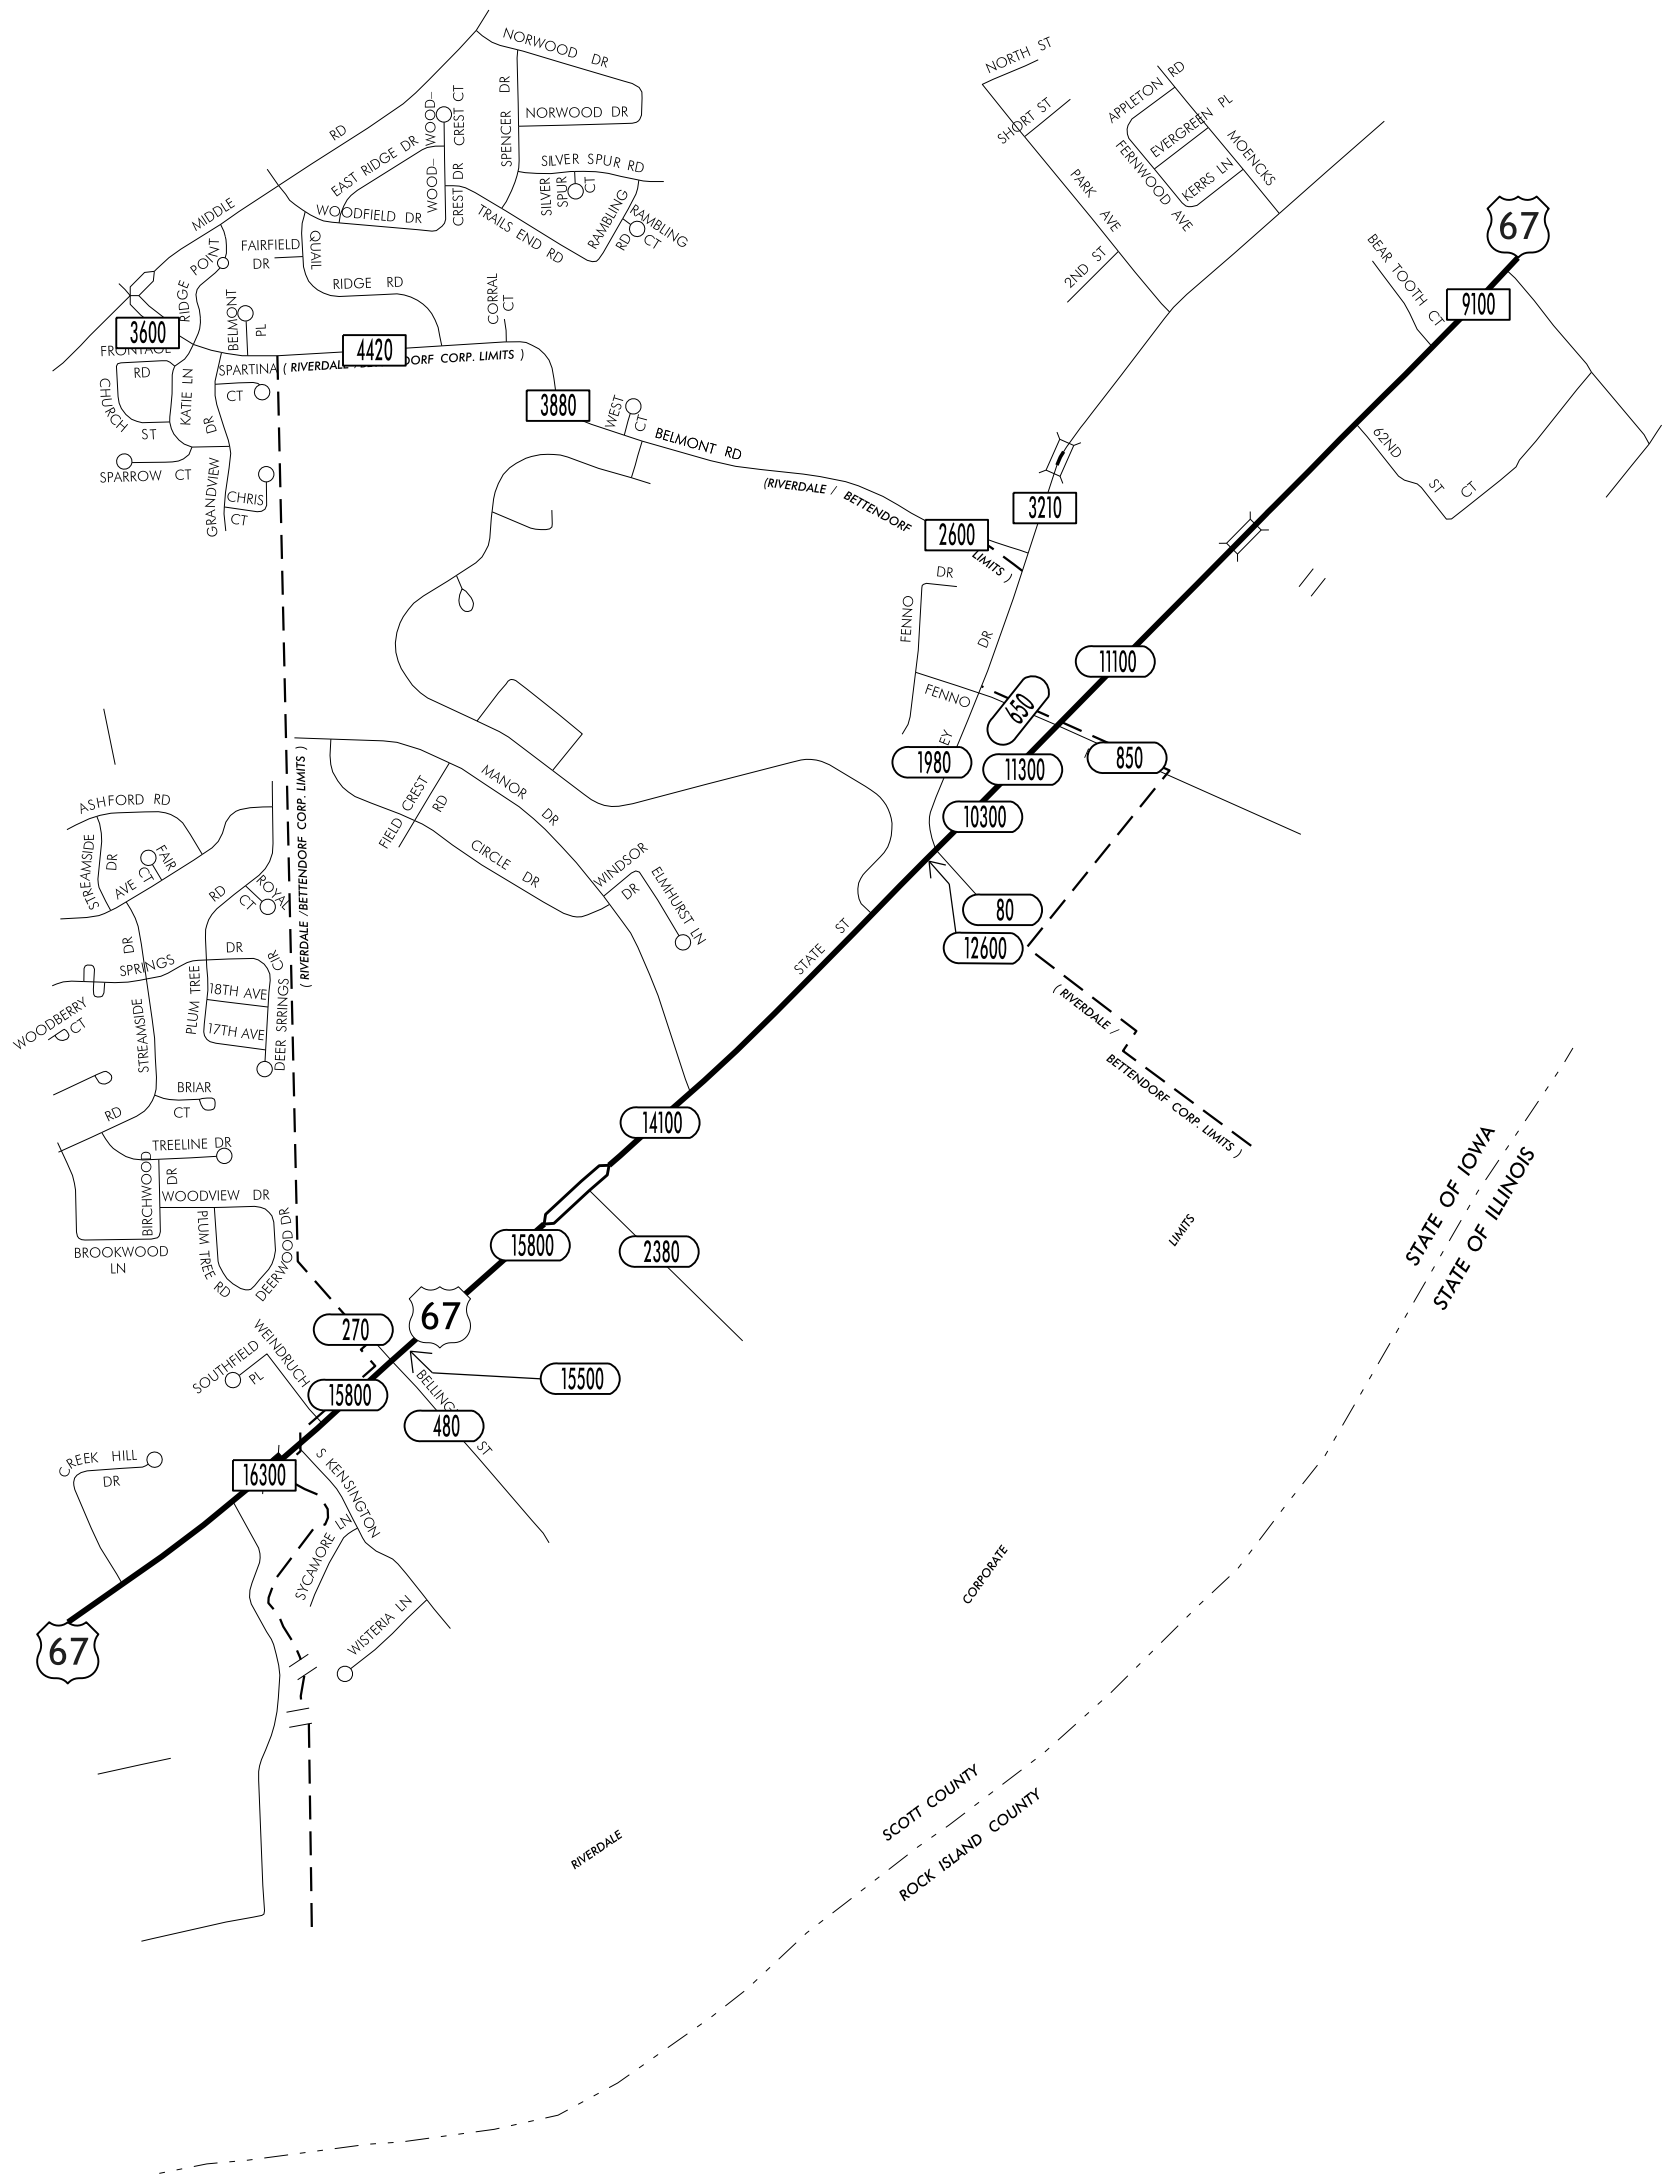 NORWOOD DR
NORWOOD DR
SPENCER DR
WOOD-
CREST CT
RD
EAST RIDGE DR
WOOD-
CREST DR
SILVER SPUR RD
SILVER
SPUR
CT
RAMBLING
RD
RAMBLING
CT
TRAILS END RD
WOODFIELD DR
MIDDLE
QUAIL
RIDGE RD
FAIRFIELD
DR
RIDGE
POINT
BELMONT
PL
CORRAL
CT
3600
4420
FRONTAGE
RD
SPARTINA
CT
( RIVERDALE
DORF CORP. LIMITS )
CHURCH
ST
KATIE LN
GRANDVIEW
DR
SPARROW CT
CHRIS
CT
3880
WEST
CT
BELMONT RD
(RIVERDALE / BETTENDORF
LIMITS )
2600
3210
NORTH ST
SHORT ST
PARK AVE
2ND ST
APPLETON RD
EVERGREEN PL
FERNWOOD AVE
KERRS LN
MOENCKS
67
9100
BEAR TOOTH CT
62ND
ST
CT
FENNO
DR
DR
FENNO
EY
650
11100
850
1980
11300
10300
80
12600
STATE ST
( RIVERDALE /
BETTENDORF CORP. LIMITS )
( RIVERDALE /BETTENDORF CORP. LIMITS )
MANOR DR
FIELD CREST
RD
CIRCLE DR
WINDSOR
DR
ELMHURST LN
ASHFORD RD
STREAMSIDE
DR
FAIR
CT
AVE
RD
ROYAL
CT
DR
SPRINGS
DR
PLUM TREE
18TH AVE
17TH AVE
DEER SRRINGS CIR
WOODBERRY
CT
STREAMSIDE
BRIAR
CT
RD
TREELINE DR
BIRCHWOOD
DR
WOODVIEW DR
PLUM TREE RD
DEERWOOD DR
BROOKWOOD
LN
14100
15800
2380
67
270
15500
15800
480
BELLING
ST
WEINDRUCH
SOUTHFIELD
PL
CREEK HILL
DR
16300
S KENSINGTON
SYCAMORE LN
WISTERIA LN
67
STATE OF IOWA
STATE OF ILLINOIS
LIMITS
CORPORATE
RIVERDALE
SCOTT COUNTY
ROCK ISLAND COUNTY